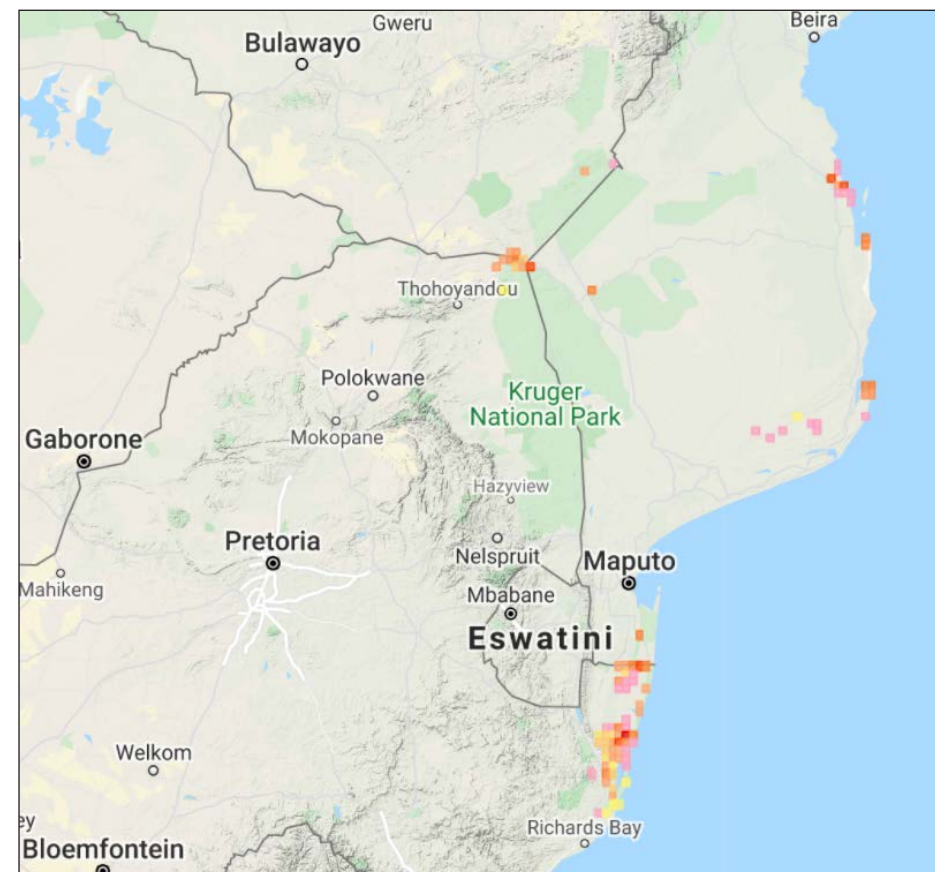 Gweru
Beira
Bulawayo
Thohoyandou
Polokwane
Kruger
National Park
Mokopane
Gaborone
Hazyview
Pretoria
Nelspruit
Maputo
Mahikeng
Mbabane
Eswatini
Welkom
ey
Richards Bay
Bloemfontein